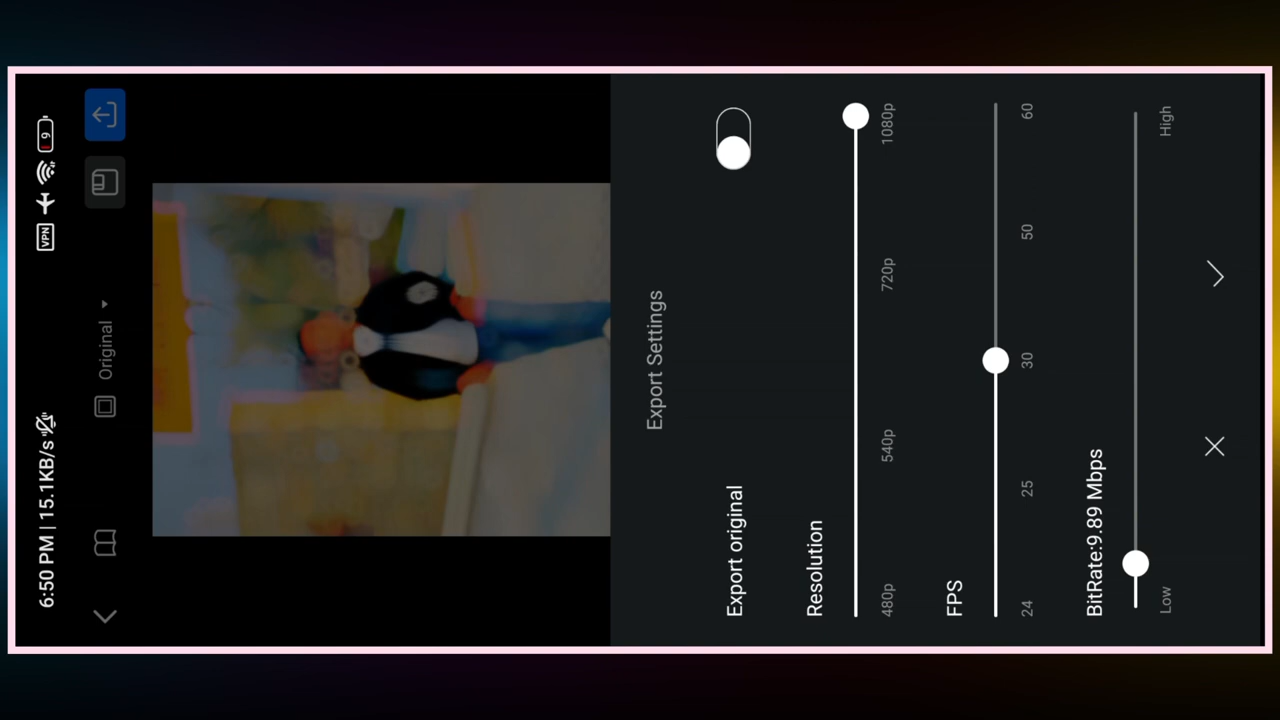 6:50 PM | 15.1KB/s VPN 9
Original
Export Settings
Export original
Resolution
480p 540p 720p 1080p
FPS
24 25 30 50 60
BitRate:9.89 Mbps
Low High